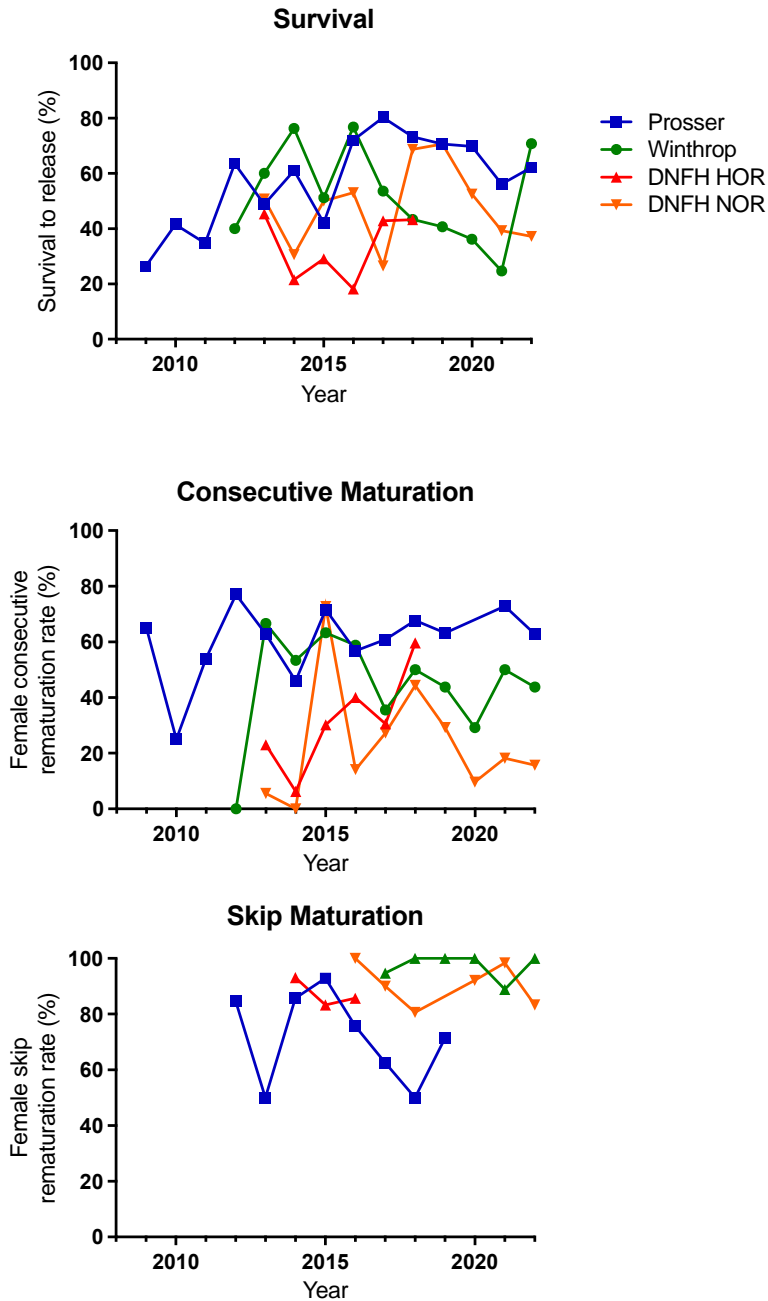 Survival
100
80
60
40
20
0
Survival to release (%)
2010
2015
2020
Year
Prosser
Winthrop
DNFH HOR
DNFH NOR
Consecutive Maturation
100
80
60
40
20
0
Female consecutive
rematuration rate (%)
2010
2015
2020
Year
Skip Maturation
100
80
60
40
20
0
Female skip
rematuration rate (%)
2010
2015
2020
Year